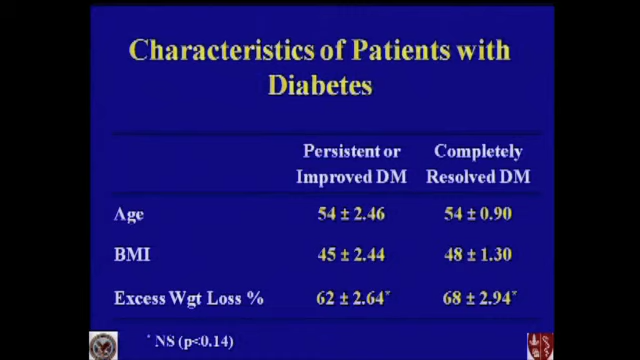 Characteristics of Patients with
Diabetes
Persistent or Completely
Improved DM Resolved DM
Age 54 ± 2.46 54 ± 0.90
BMI 45 ± 2.44 48 ± 1.30
Excess Wgt Loss % 62 ± 2.64* 68 ± 2.94*
* NS (p<0.14)